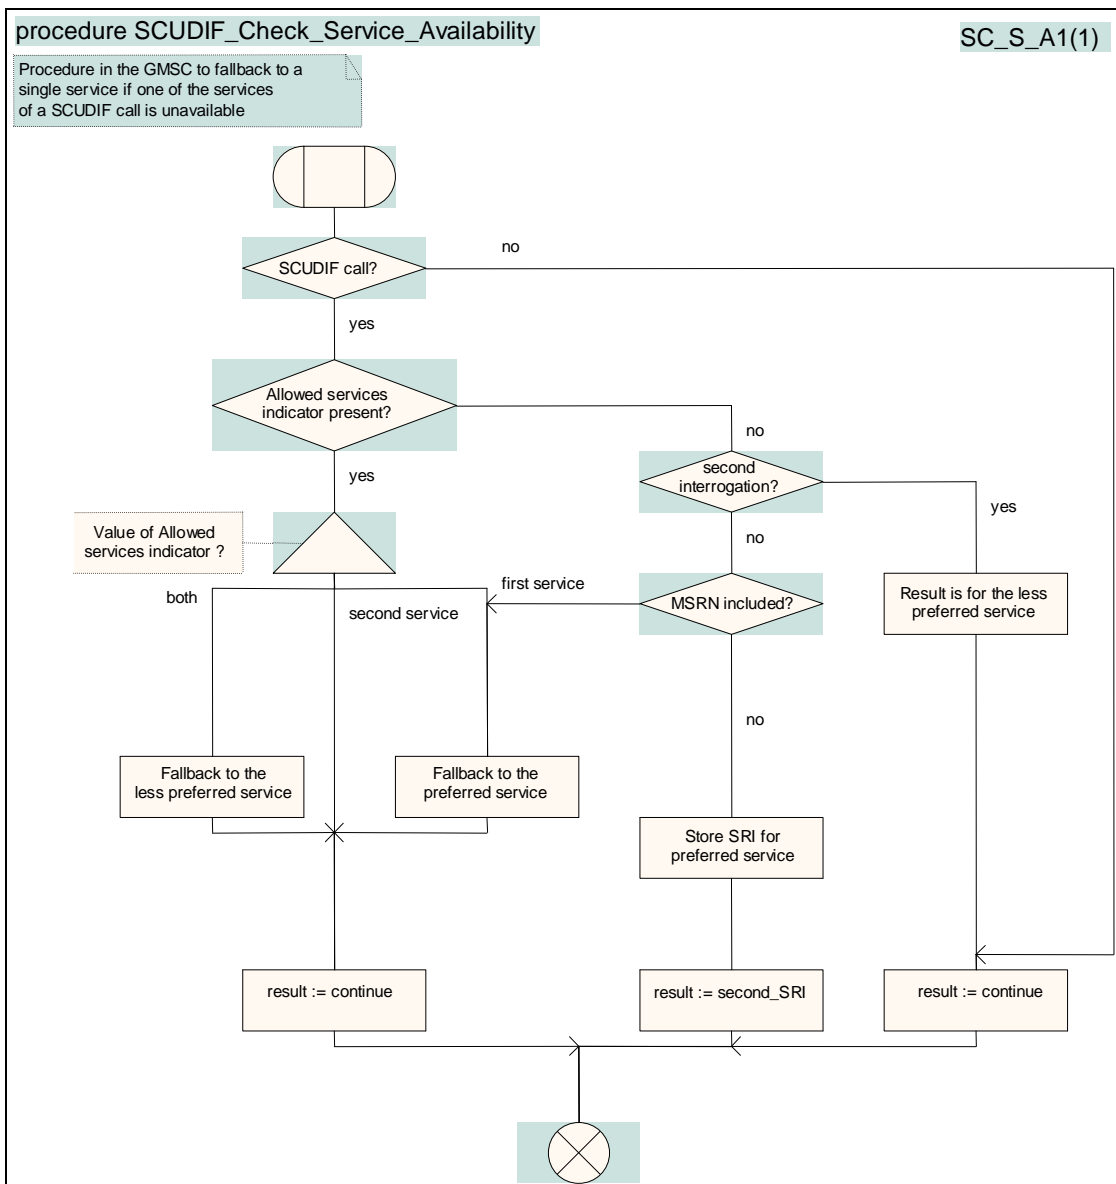 procedure SCUDIF_Check_Service_Availability
SC_S_A1(1)
Procedure in the GMSC to fallback to a
single service if one of the services
of a SCUDIF call is unavailable
no
SCUDIF call?
yes
Allowed services
indicator present?
no
second
interrogation?
yes
yes
Value of Allowed
services indicator ?
no
both
second service
first service
MSRN included?
Result is for the less
preferred service
no
Fallback to the
less preferred service
Fallback to the
preferred service
Store SRI for
preferred service
result := continue
result := second_SRI
result := continue